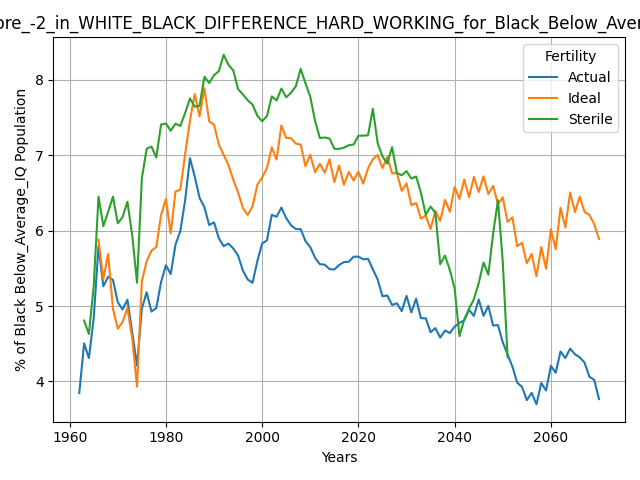 ore_-2_in_WHITE_BLACK_DIFFERENCE_HARD_WORKING_for_Black_Below_Aver
Fertility
Actual
Ideal
Sterile
% of Black Below_Average_IQ Population
8
7
6
5
4
1960
1980
2000
2020
2040
2060
Years